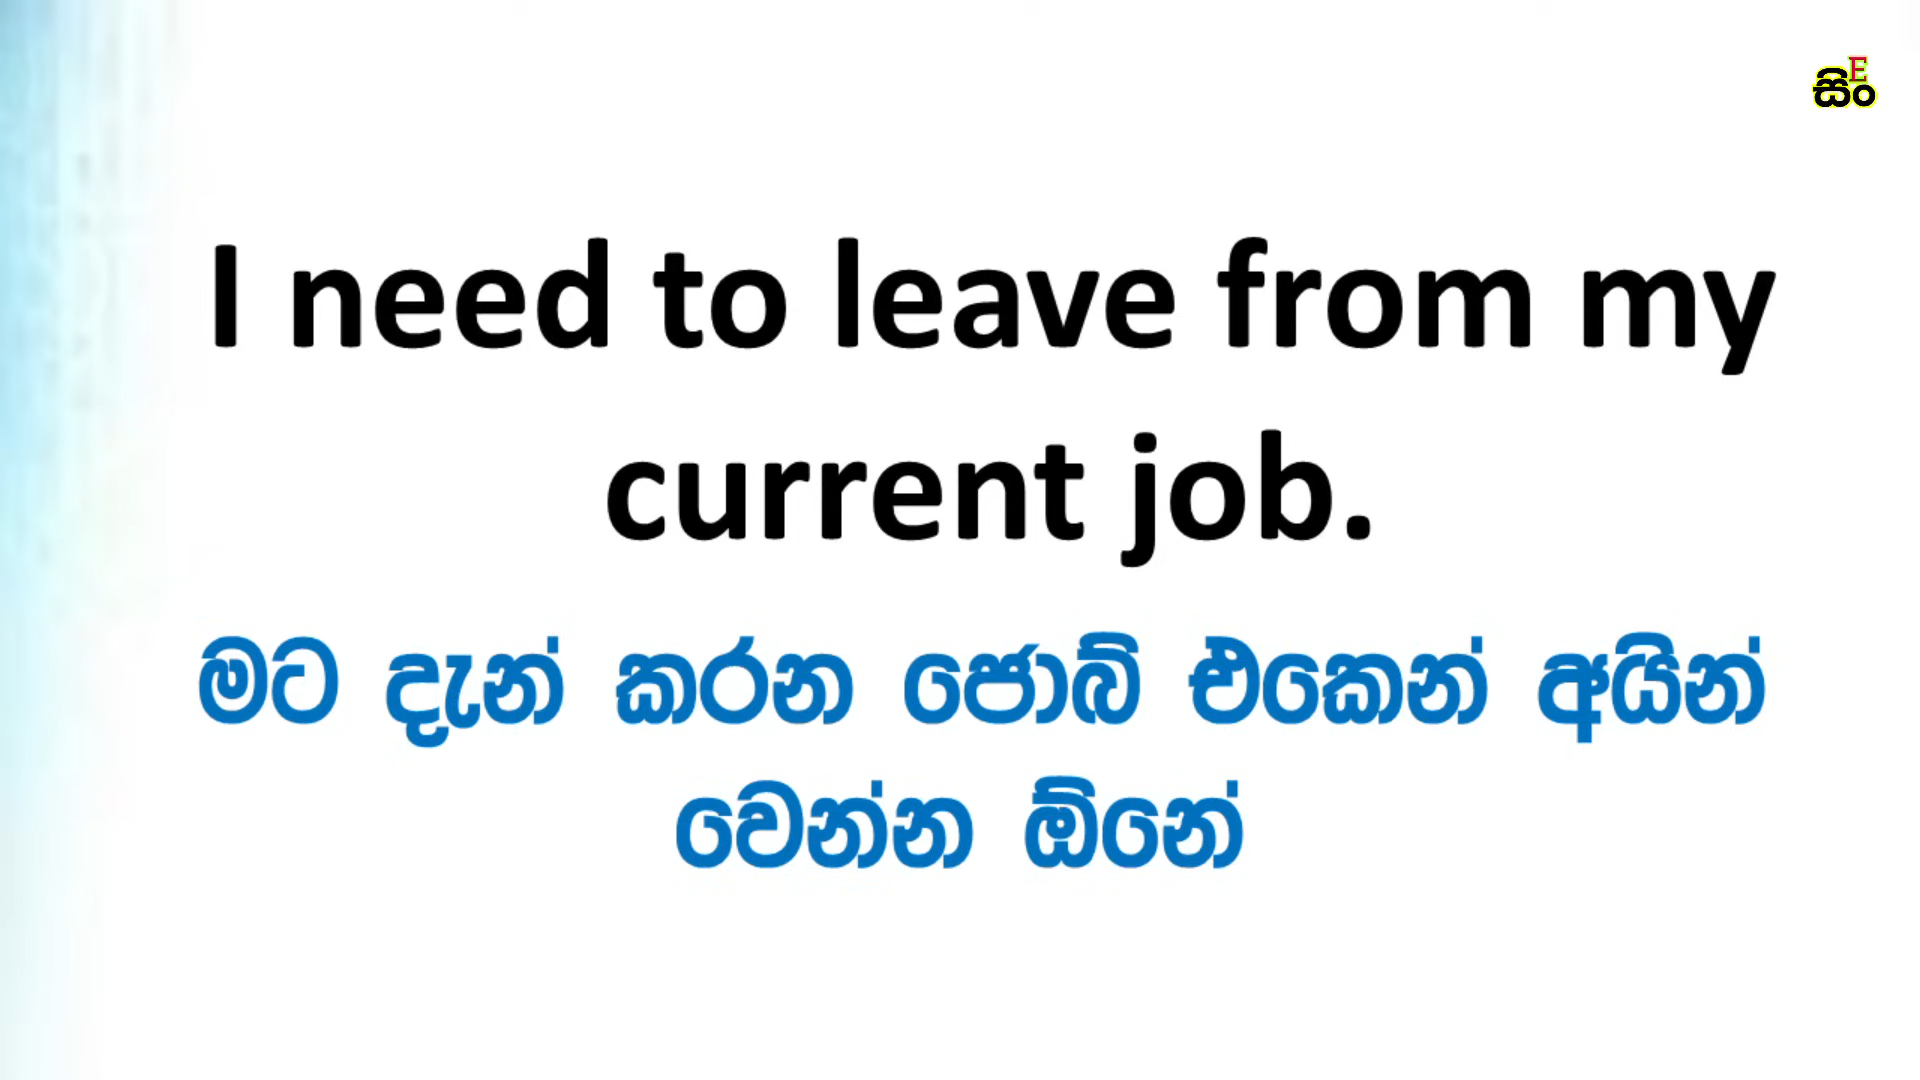 සිං
E
I need to leave from my
current job.
මට දැන් කරන ජොබ් එකෙන් අයින්
වෙන්න ඕනේ